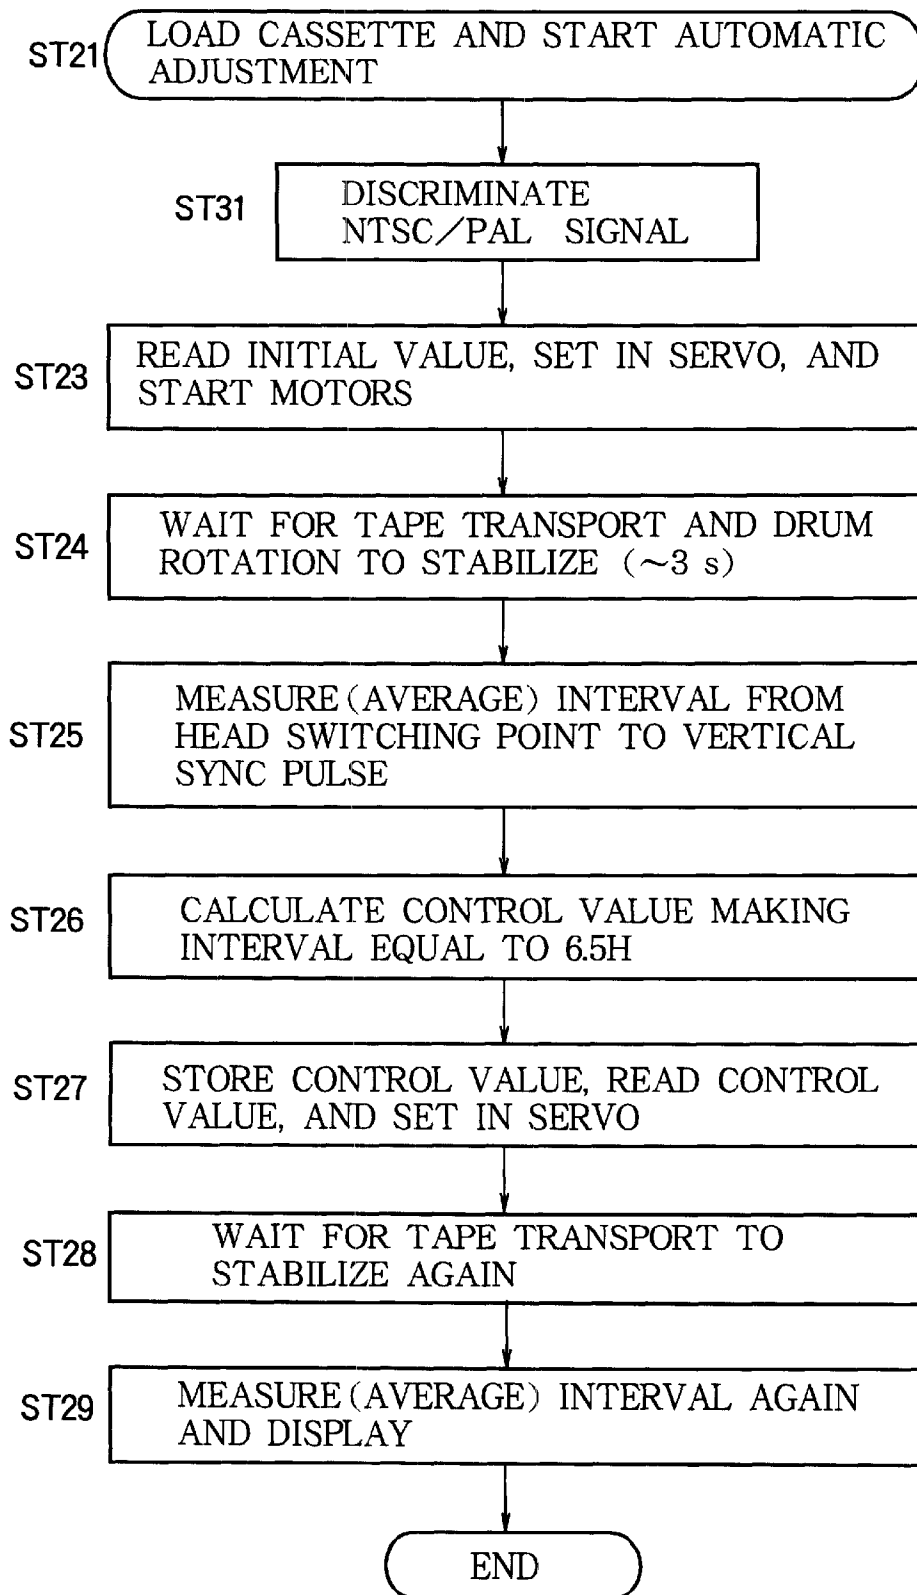 ST21
LOAD CASSETTE AND START AUTOMATIC
ADJUSTMENT
ST31
DISCRIMINATE
NTSC/PAL SIGNAL
ST23
READ INITIAL VALUE, SET IN SERVO, AND
START MOTORS
ST24
WAIT FOR TAPE TRANSPORT AND DRUM
ROTATION TO STABILIZE (~3 s)
ST25
MEASURE (AVERAGE) INTERVAL FROM
HEAD SWITCHING POINT TO VERTICAL
SYNC PULSE
ST26
CALCULATE CONTROL VALUE MAKING
INTERVAL EQUAL TO 6.5H
ST27
STORE CONTROL VALUE, READ CONTROL
VALUE, AND SET IN SERVO
ST28
WAIT FOR TAPE TRANSPORT TO
STABILIZE AGAIN
ST29
MEASURE (AVERAGE) INTERVAL AGAIN
AND DISPLAY
END